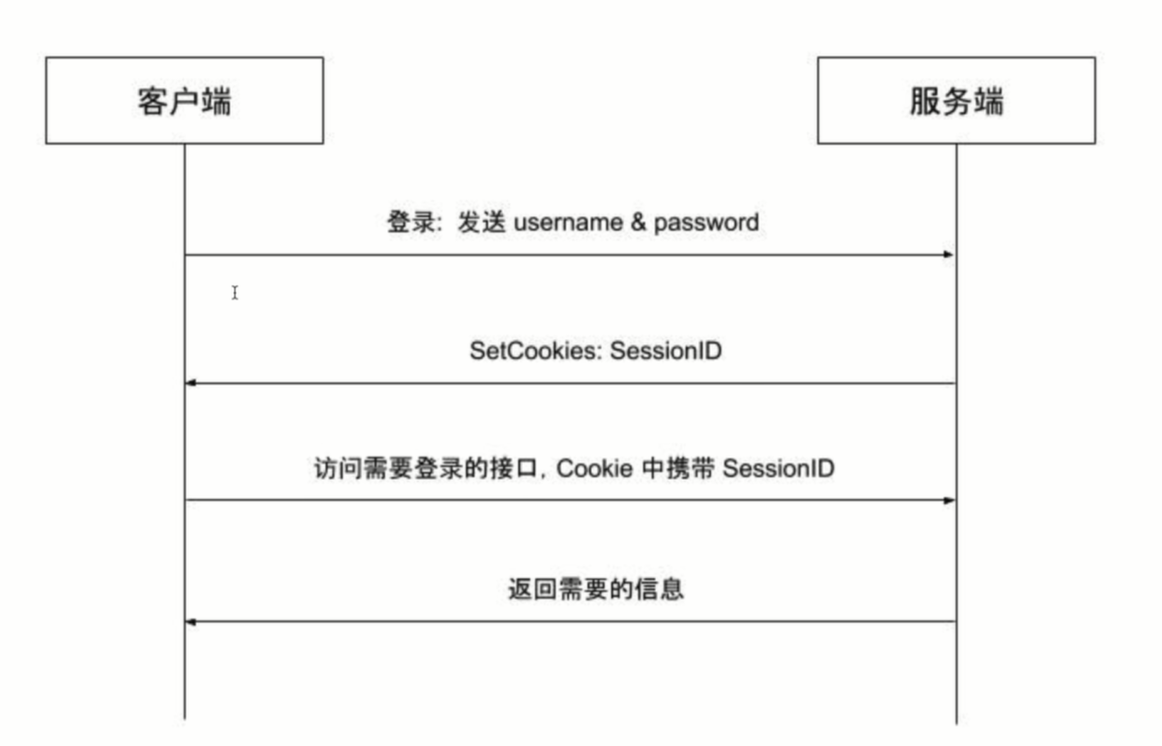 客户端
服务端
登录: 发送 username & password
SetCookies: SessionID
访问需要登录的接口, Cookie 中携带 SessionID
返回需要的信息